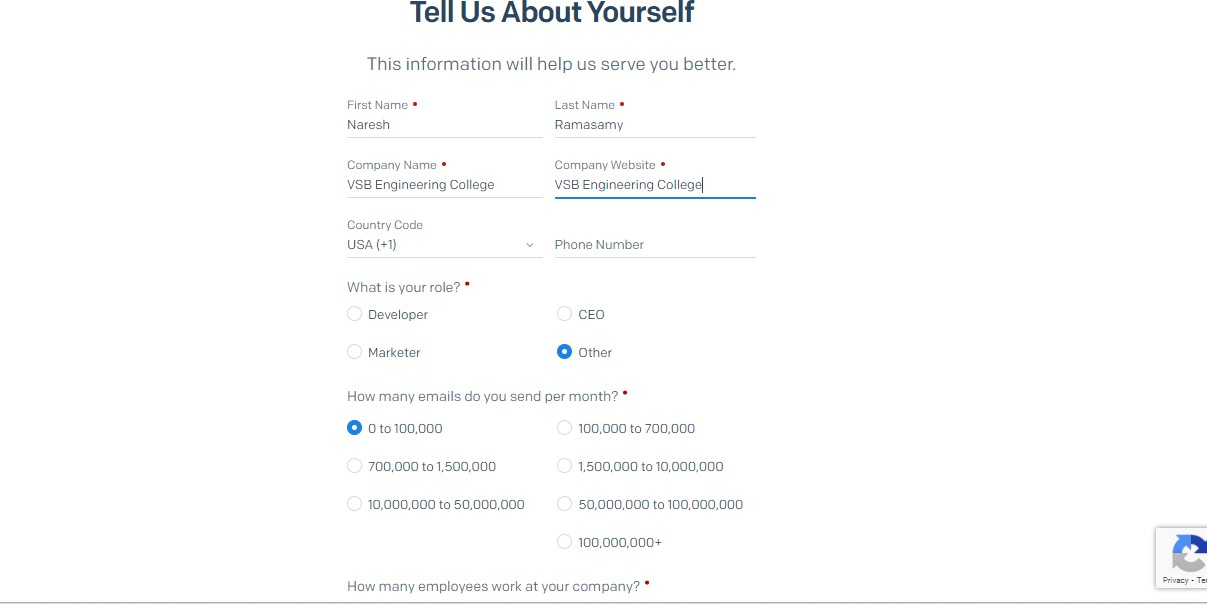 Tell Us About Yourself
This information will help us serve you better.
First Name • Last Name •
Naresh Ramasamy
Company Name • Company Website •
VSB Engineering College VSB Engineering College
Country Code
USA (+1) Phone Number
What is your role? •
Developer CEO
Marketer Other
How many emails do you send per month? •
0 to 100,000 100,000 to 700,000
700,000 to 1,500,000 1,500,000 to 10,000,000
10,000,000 to 50,000,000 50,000,000 to 100,000,000
100,000,000+
Privacy -
How many employees work at your company? •